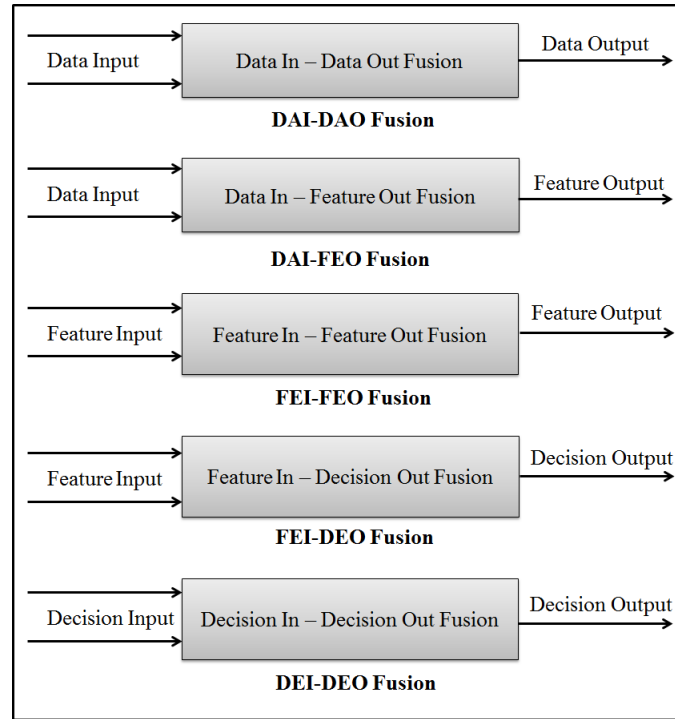 Data Input
Data In – Data Out Fusion
Data Output
DAI-DAO Fusion
Data Input
Data In – Feature Out Fusion
Feature Output
DAI-FEO Fusion
Feature Input
Feature In – Feature Out Fusion
Feature Output
FEI-FEO Fusion
Feature Input
Feature In – Decision Out Fusion
Decision Output
FEI-DEO Fusion
Decision Input
Decision In – Decision Out Fusion
Decision Output
DEI-DEO Fusion